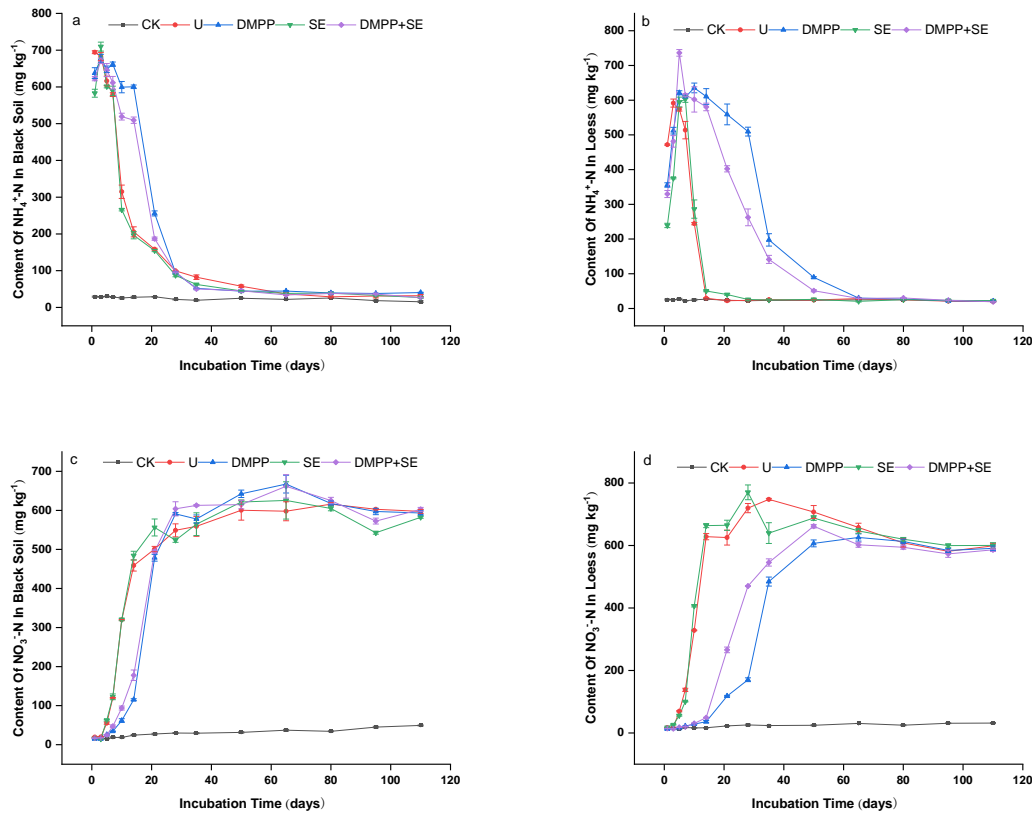 a
CK U DMPP SE DMPP+SE
800
700
600
500
400
300
200
100
0
0 20 40 60 80 100 120
Content Of NH₄⁺-N In Black Soil (mg kg⁻¹)
Incubation Time (days)
b
CK U DMPP SE DMPP+SE
800
700
600
500
400
300
200
100
0
0 20 40 60 80 100 120
Content Of NH₄⁺-N In Loess (mg kg⁻¹)
Incubation Time (days)
c
CK U DMPP SE DMPP+SE
700
600
500
400
300
200
100
0
0 20 40 60 80 100 120
Content Of NO₃⁻-N In Black Soil (mg kg⁻¹)
Incubation Time (days)
d
CK U DMPP SE DMPP+SE
800
600
400
200
0
0 20 40 60 80 100 120
Content Of NO₃⁻-N In Loess (mg kg⁻¹)
Incubation Time (days)